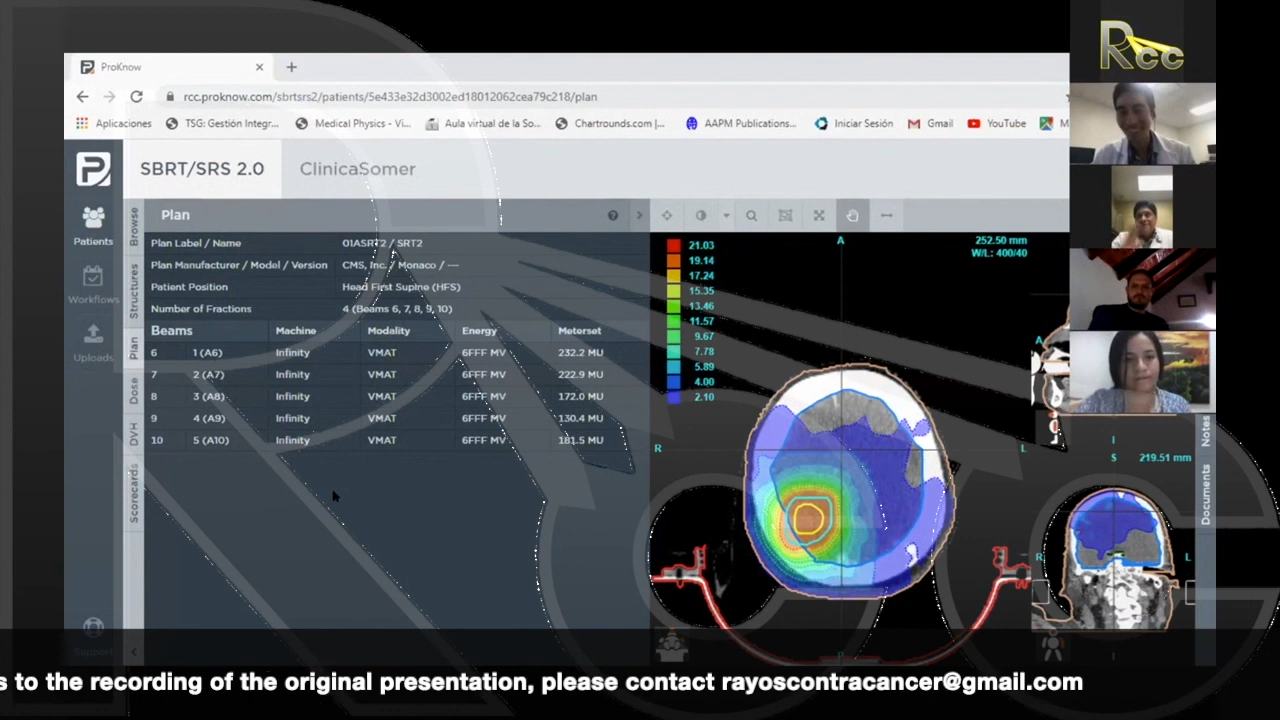 ProKnow
rcc.proknow.com/sbrtsrs2/patients/5e433e32d3002ed18012062cea79c218/plan
Aplicaciones TSG: Gestión Integr... Medical Physics - Vi... Aula virtual de la So... Chartrounds.com |... AAPM Publications... Iniciar Sesión Gmail YouTube M
Rcc
SBRT/SRS 2.0 ClinicaSomer
Patients
Workflows
Uploads
Support
Browse
Structures
Plan
Dose
DVH
Scorecards
Plan
Plan Label / Name 01ASRT2 / SRT2
Plan Manufacturer / Model / Version CMS, Inc. / Monaco / ---
Patient Position Head First Supine (HFS)
Number of Fractions 4 (Beams 6, 7, 8, 9, 10)
Beams Machine Modality Energy Meterset
6 1 (A6) Infinity VMAT 6FFF MV 232.2 MU
7 2 (A7) Infinity VMAT 6FFF MV 222.9 MU
8 3 (A8) Infinity VMAT 6FFF MV 172.0 MU
9 4 (A9) Infinity VMAT 6FFF MV 130.4 MU
10 5 (A10) Infinity VMAT 6FFF MV 181.5 MU
21.03
19.14
17.24
15.35
13.46
11.57
9.67
7.78
5.89
4.00
2.10
A
252.50 mm
W/L: 400/40
R
L
P
A
I
S 219.51 mm
R
L
I
Notes
Documents
s to the recording of the original presentation, please contact rayoscontracancer@gmail.com